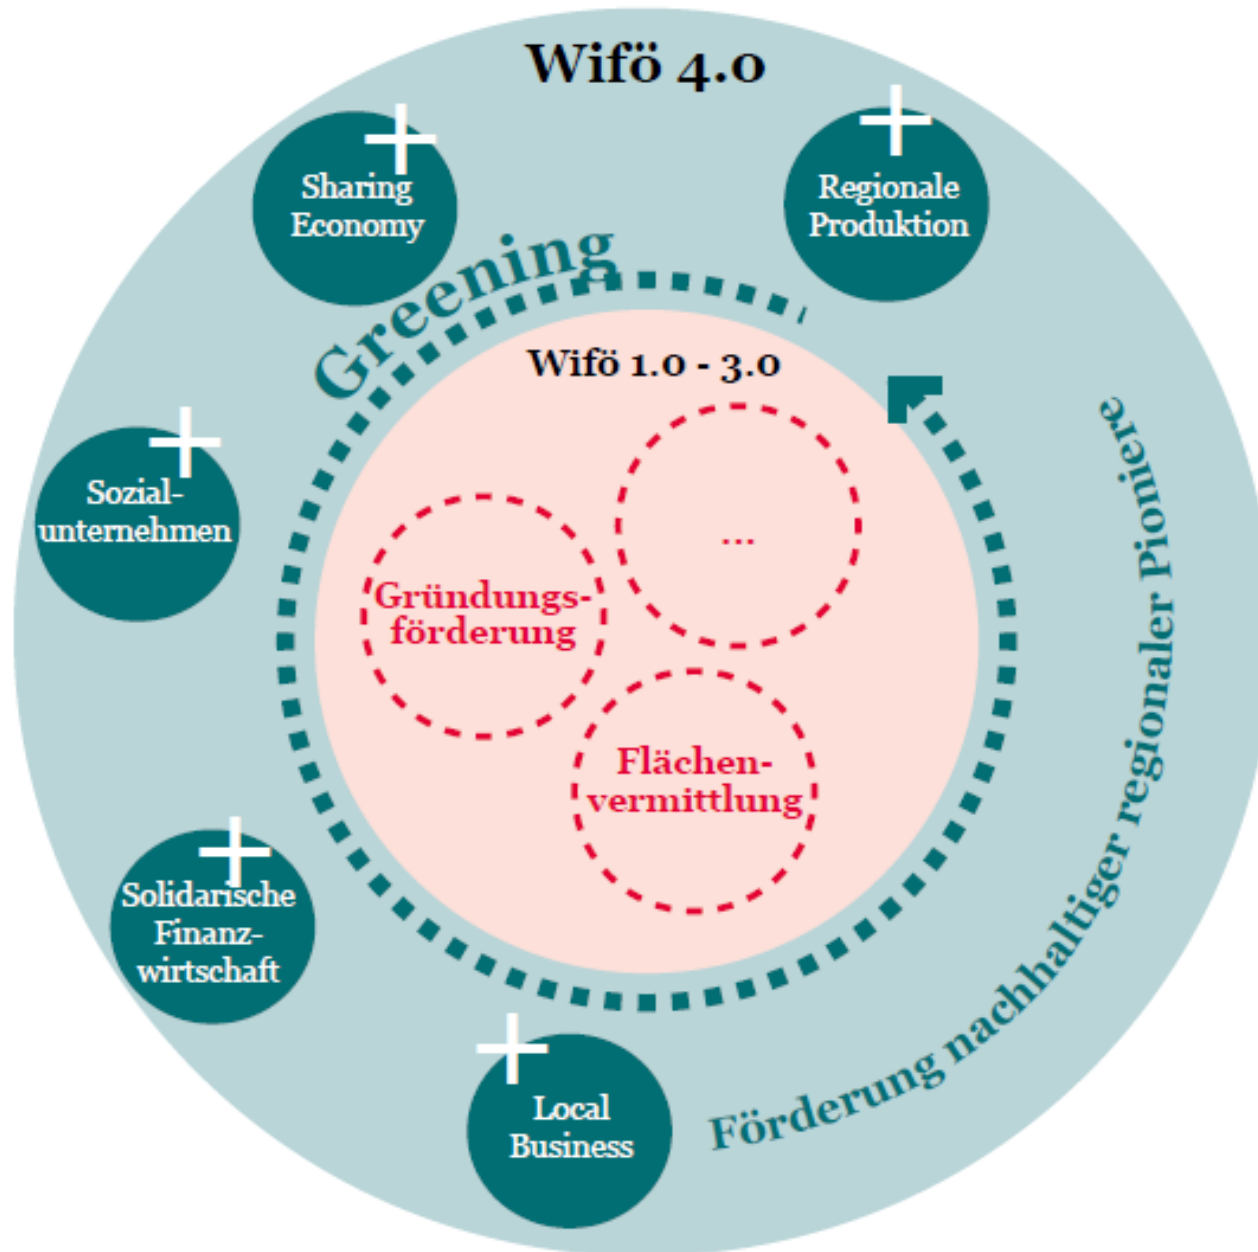 Wifö 4.0
Sharing
Economy
Regionale
Produktion
Greening
Wifö 1.0 - 3.0
...
Sozial-
unternehmen
Gründungs-
förderung
Flächen-
vermittlung
Solidarische
Finanz-
wirtschaft
Local
Business
Förderung nachhaltiger regionaler Pioniere